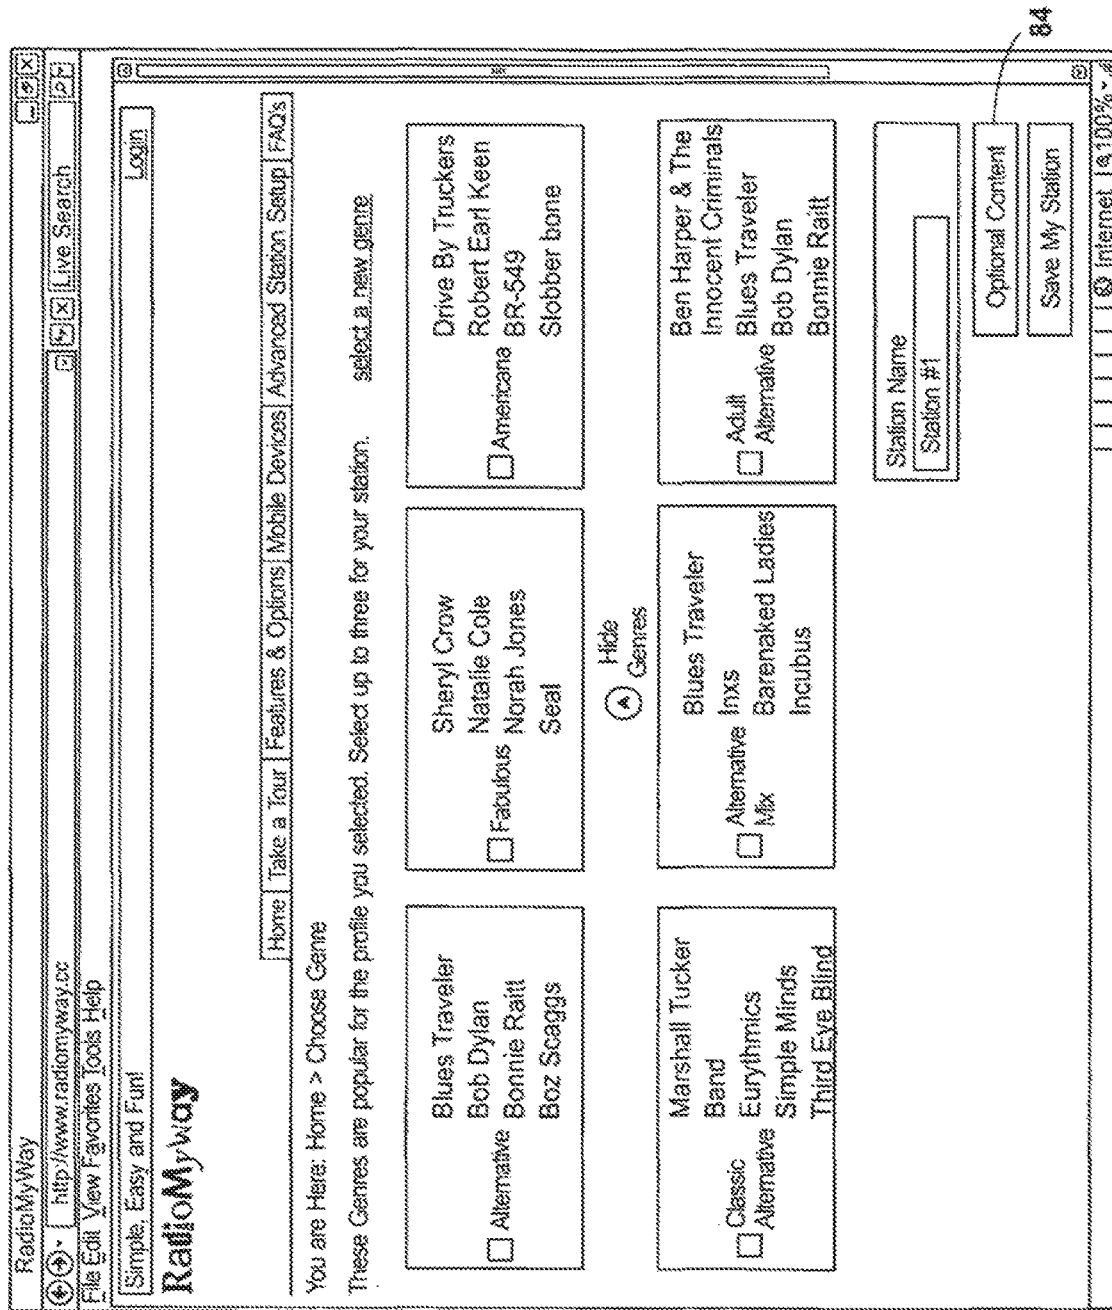 RadioMyWay
http://www.radiomyway.cc
Live Search
File Edit View Favorites Tools Help
Simple, Easy and Fun!
Login
RadioMyWay
Home | Take a Tour | Features & Options | Mobile Devices | Advanced Station Setup | FAQ's
You are Here: Home > Choose Genre
These Genres are popular for the profile you selected. Select up to three for your station.
select a new genre
Alternative
Blues Traveler
Bob Dylan
Bonnie Raitt
Boz Scaggs
Fabulous
Sheryl Crow
Natalie Cole
Norah Jones
Seal
Americana
Drive By Truckers
Robert Earl Keen
BR-549
Slobber bone
Hide
Genres
Classic
Alternative
Marshall Tucker
Band
Eurythmics
Simple Minds
Third Eye Blind
Alternative
Mix
Blues Traveler
Inxs
Barenaked Ladies
Incubus
Adult
Alternative
Ben Harper & The
Innocent Criminals
Blues Traveler
Bob Dylan
Bonnie Raitt
Station Name
Station #1
Optional Content
84
Save My Station
Internet
100%